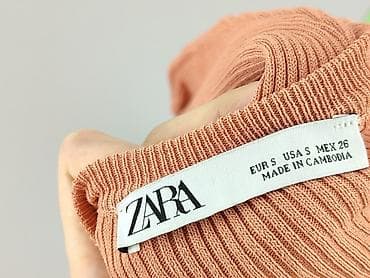 ZARA
EUR S USA S MEX 26
MADE IN CAMBODIA